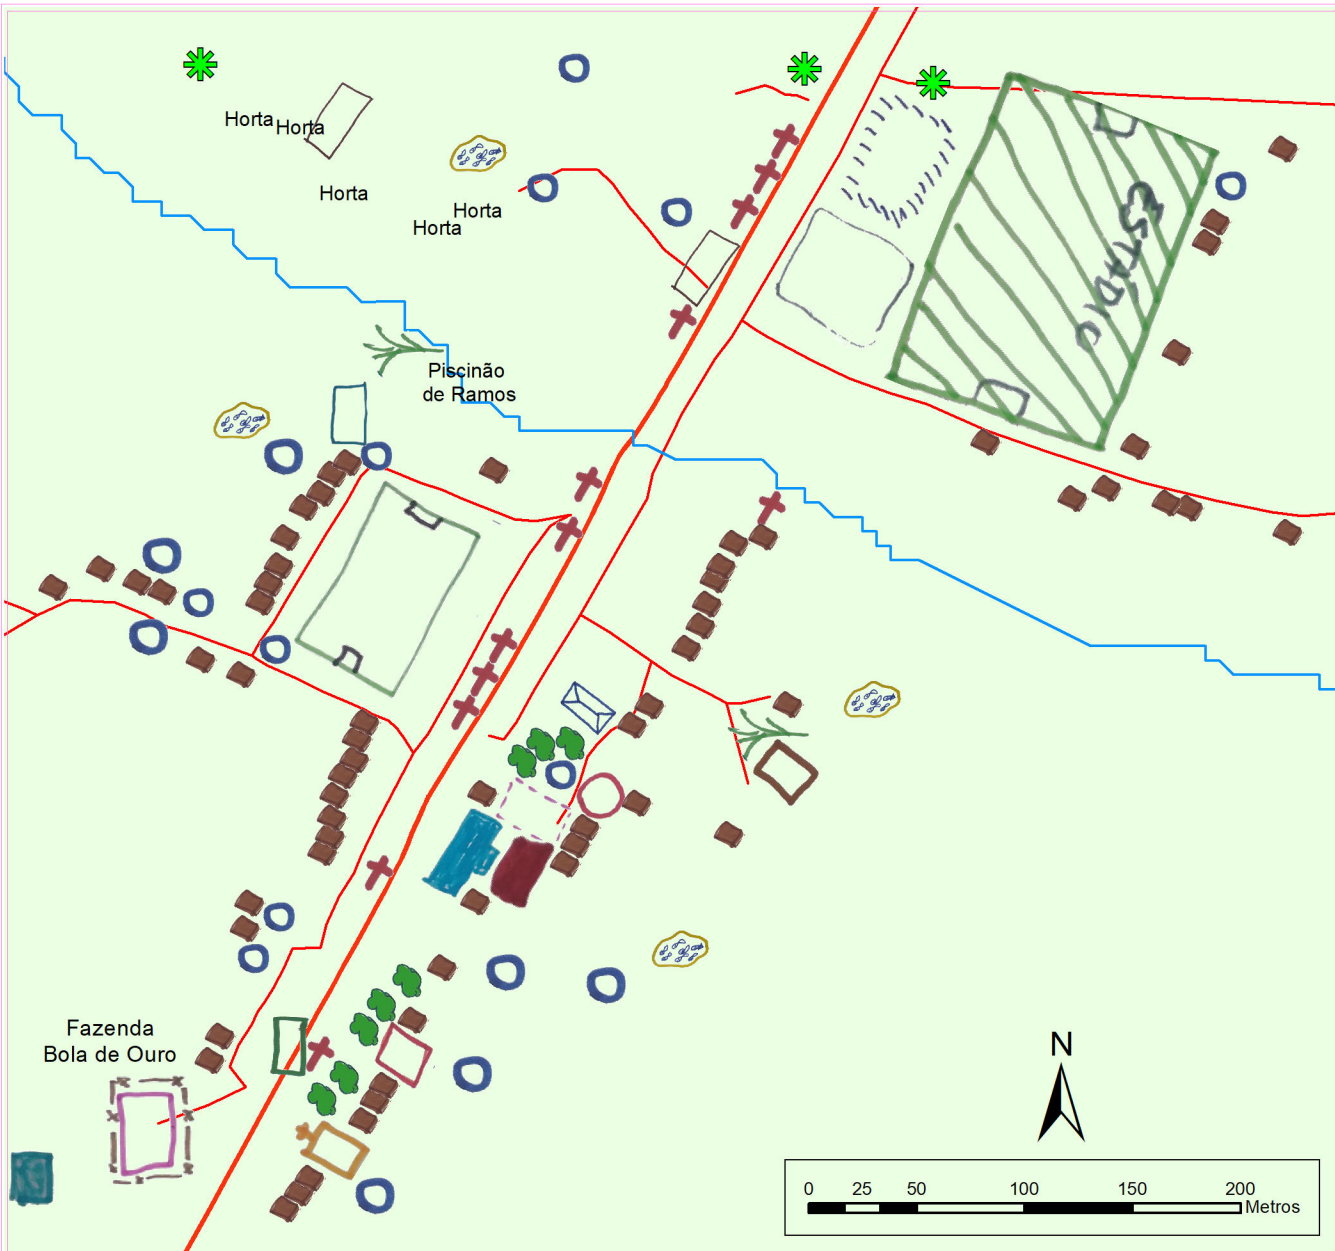 Horta
Horta
Horta
Horta
Horta
ESTADIO
Piscinão
de Ramos
Fazenda
Bola de Ouro
N
0 25 50 100 150 200
Metros